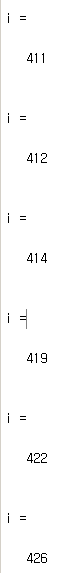 i =
411
i =
412
i =
414
i =
419
i =
422
i =
426